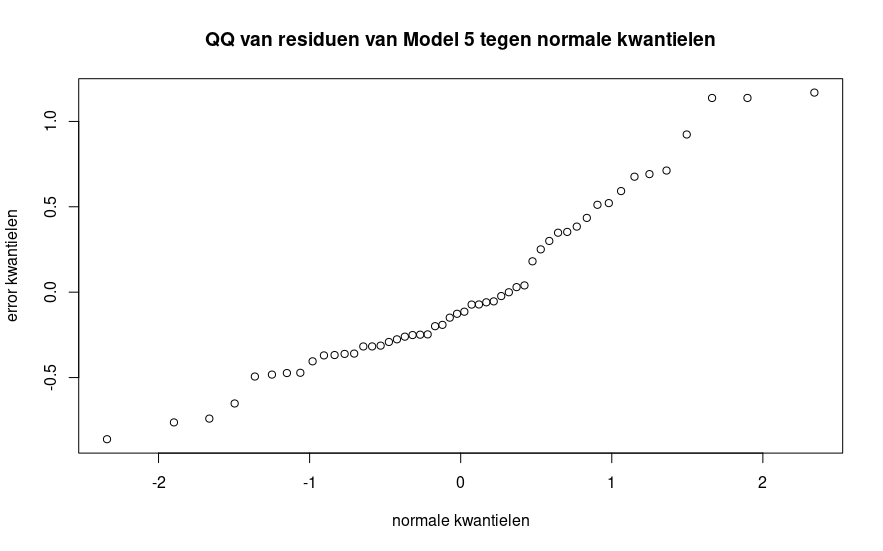 QQ van residuen van Model 5 tegen normale kwantielen
error kwantielen
1.0
0.5
0.0
-0.5
-2 -1 0 1 2
normale kwantielen